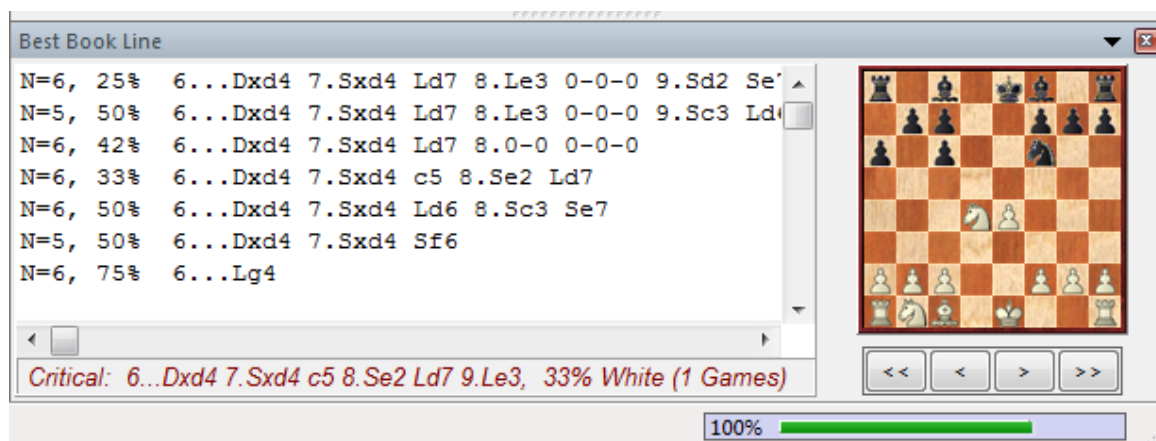 Best Book Line
N=6, 25% 6...Dxd4 7.Sxd4 Ld7 8.Le3 0-0-0 9.Sd2 Se7
N=5, 50% 6...Dxd4 7.Sxd4 Ld7 8.Le3 0-0-0 9.Sc3 Ld6
N=6, 42% 6...Dxd4 7.Sxd4 Ld7 8.0-0 0-0-0
N=6, 33% 6...Dxd4 7.Sxd4 c5 8.Se2 Ld7
N=6, 50% 6...Dxd4 7.Sxd4 Ld6 8.Sc3 Se7
N=5, 50% 6...Dxd4 7.Sxd4 Sf6
N=6, 75% 6...Lg4
Critical: 6...Dxd4 7.Sxd4 c5 8.Se2 Ld7 9.Le3, 33% White (1 Games)
<< < > >>
100%